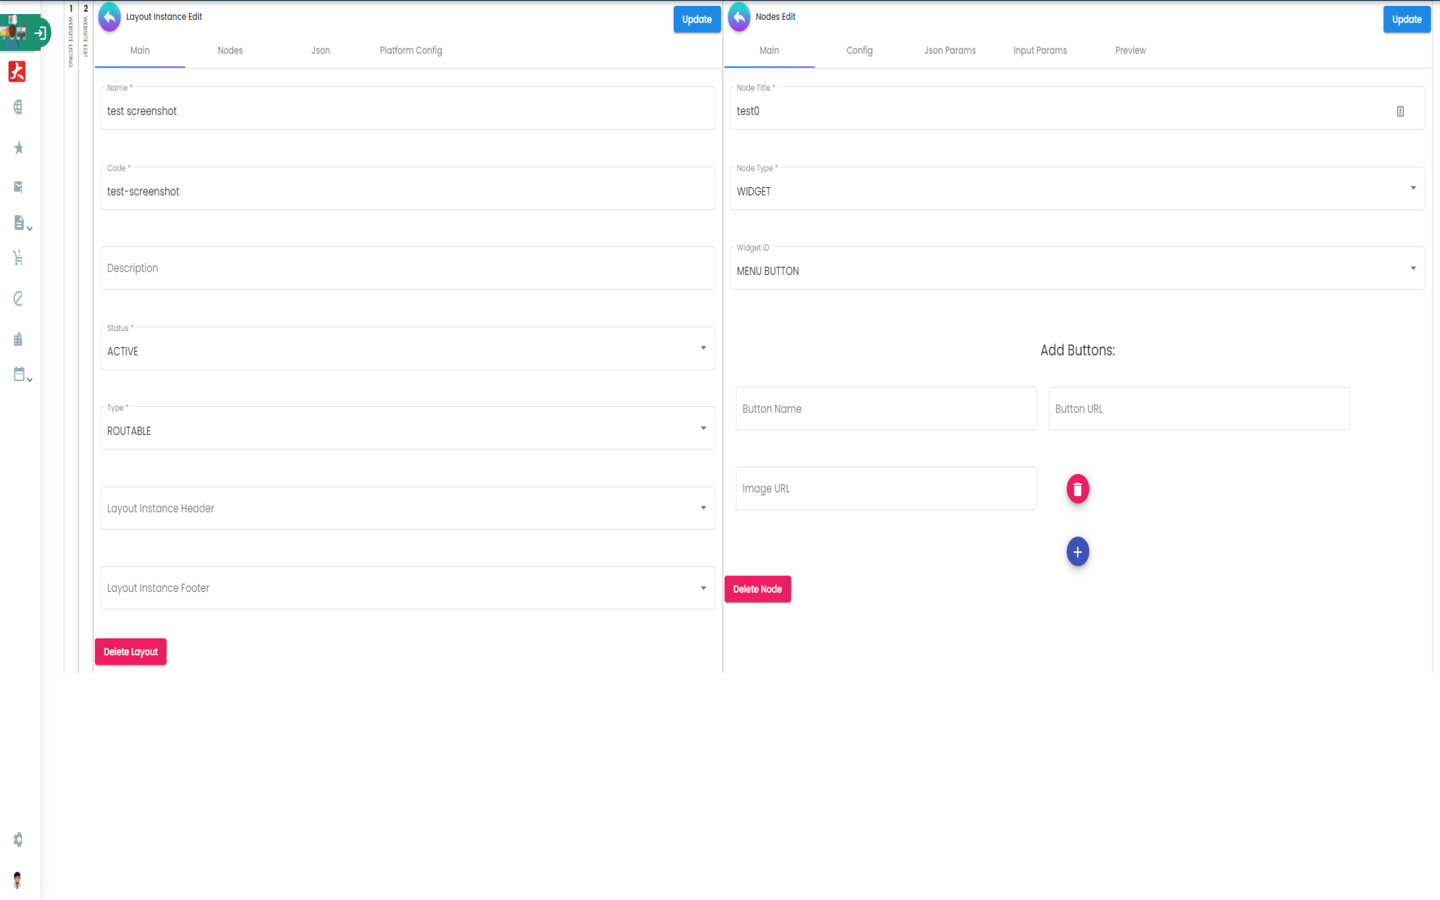 1
WEBSITE LISTING
2
WEBSITE EDIT
Layout Instance Edit
Update
Main
Nodes
Json
Platform Config
Name *
test screenshot
Code *
test-screenshot
Description
Status *
ACTIVE
Type *
ROUTABLE
Layout Instance Header
Layout Instance Footer
Delete Layout
Nodes Edit
Update
Main
Config
Json Params
Input Params
Preview
Node Title *
test0
Node Type *
WIDGET
Widget ID
MENU BUTTON
Add Buttons:
Button Name
Button URL
Image URL
Delete Node